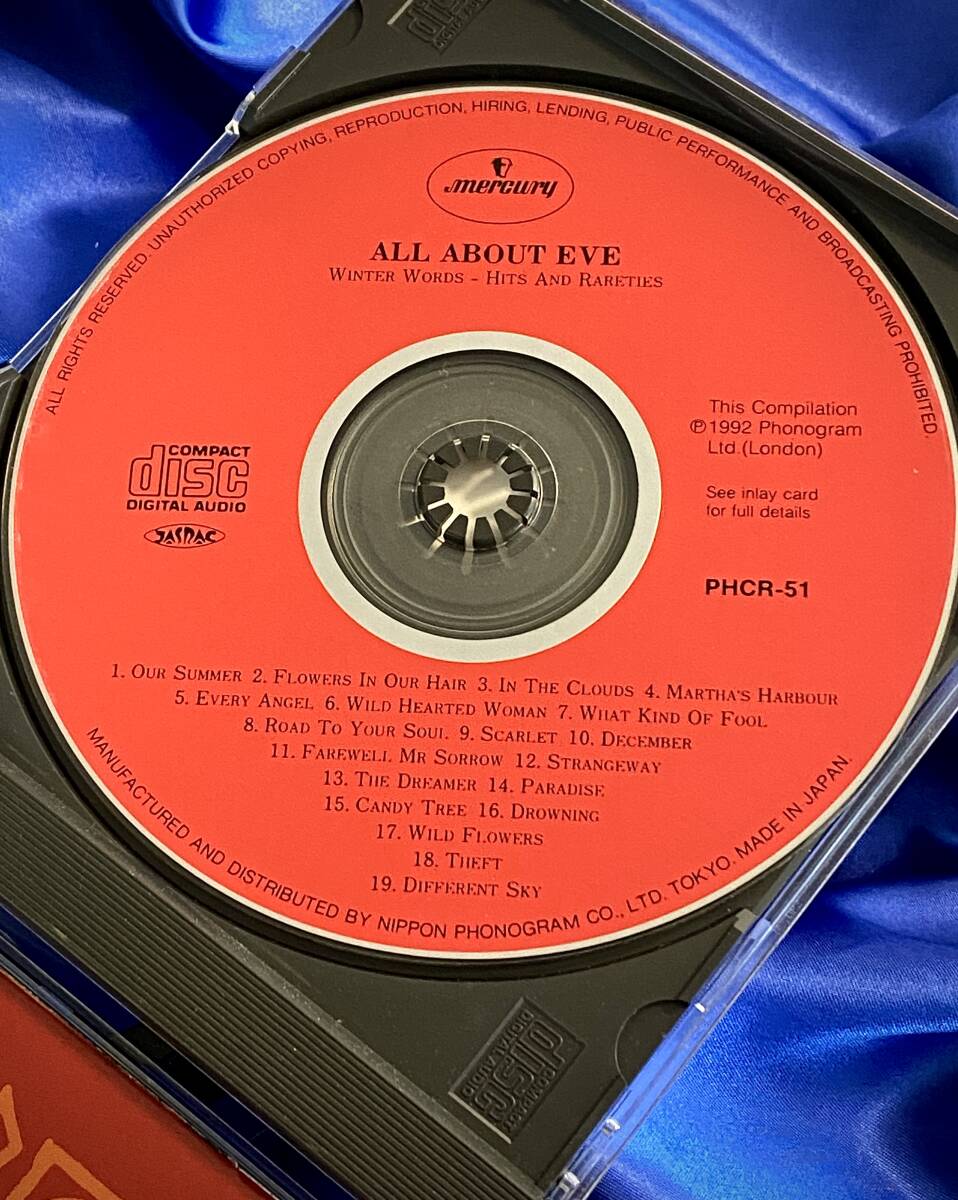 ALL RIGHTS RESERVED. UNAUTHORIZED COPYING, REPRODUCTION, HIRING, LENDING, PUBLIC PERFORMANCE AND BROADCASTING PROHIBITED.
mercury
ALL ABOUT EVE
WINTER WORDS - HITS AND RARETIES
This Compilation
℗1992 Phonogram
Ltd.(London)
COMPACT
disc
DIGITAL AUDIO
JASRAC
See inlay card
for full details
PHCR-51
1. OUR SUMMER 2. FLOWERS IN OUR HAIR 3. IN THE CLOUDS 4. MARTHA'S HARBOUR
5. EVERY ANGEL 6. WILD HEARTED WOMAN 7. WHAT KIND OF FOOL
8. ROAD TO YOUR SOUL 9. SCARLET 10. DECEMBER
11. FAREWELL MR SORROW 12. STRANGEWAY
13. THE DREAMER 14. PARADISE
15. CANDY TREE 16. DROWNING
17. WILD FLOWERS
18. THEFT
19. DIFFERENT SKY
MANUFACTURED AND DISTRIBUTED BY NIPPON PHONOGRAM CO., LTD. TOKYO. MADE IN JAPAN.
COMPACT
disc
DIGITAL AUDIO